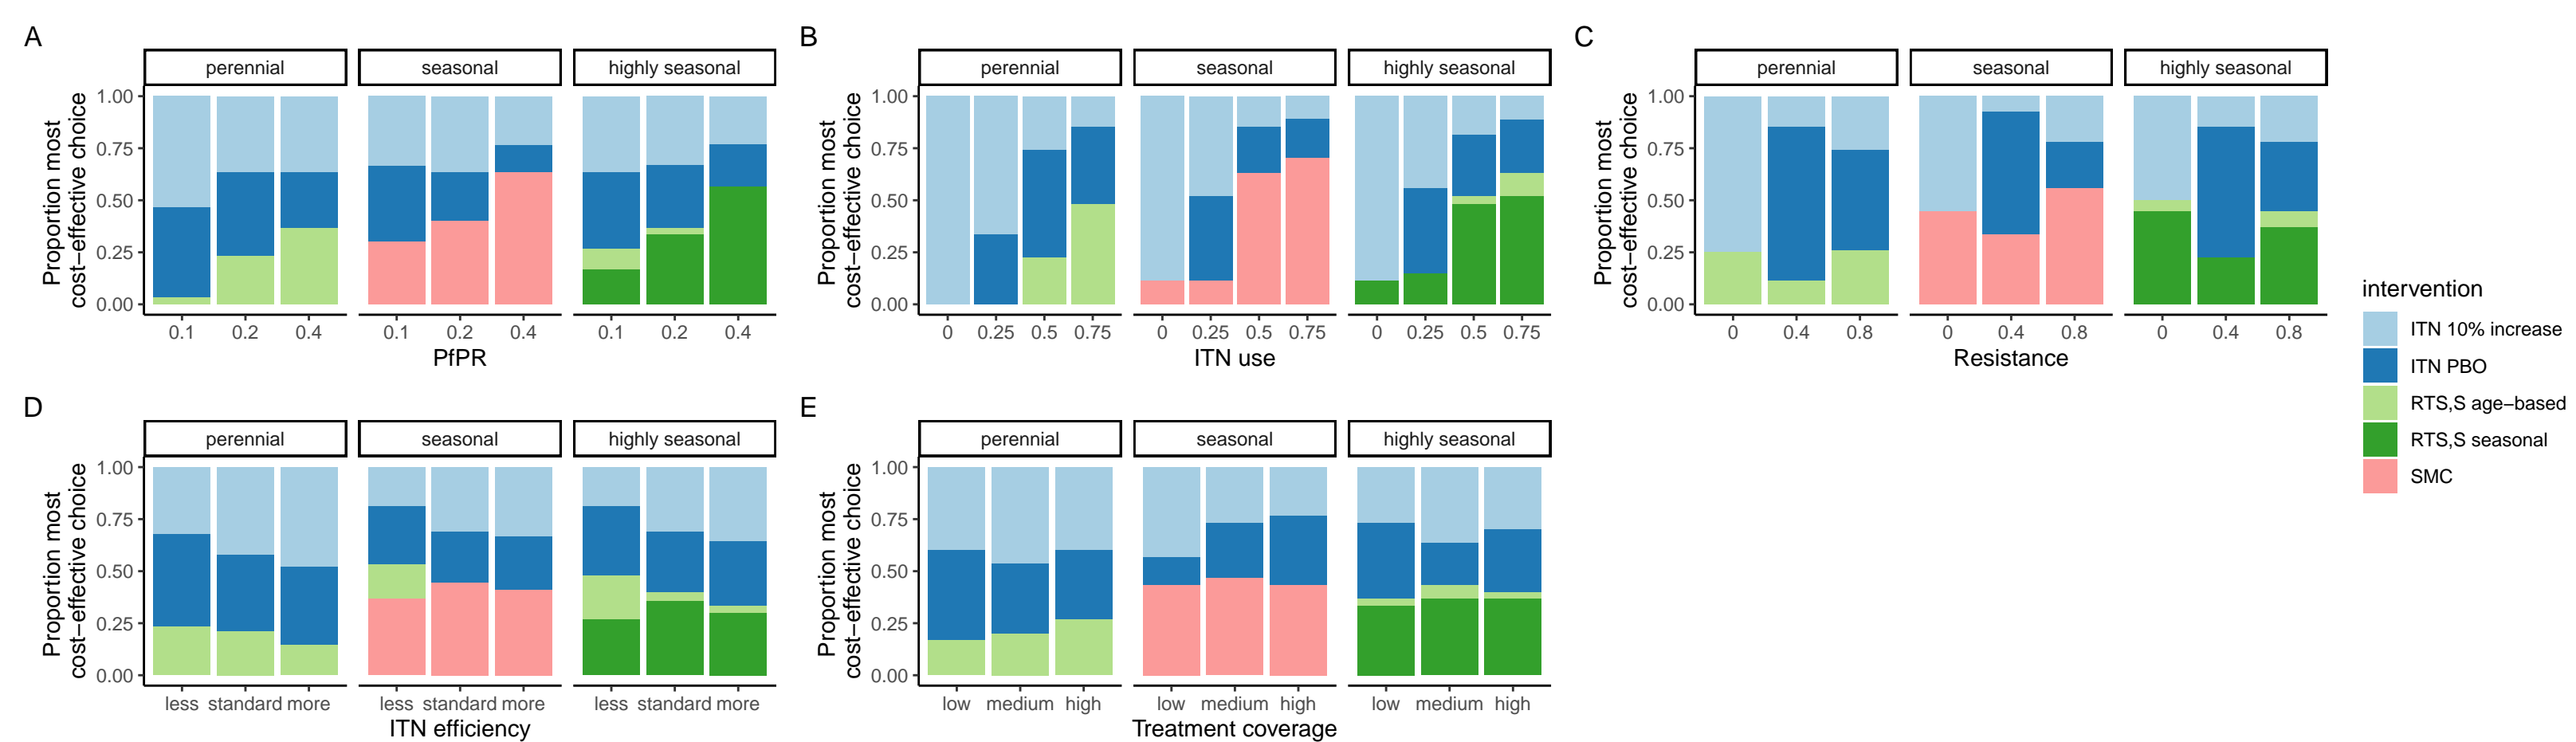 A
perennial
seasonal
highly seasonal
Proportion most
cost−effective choice
1.00
0.75
0.50
0.25
0.00
0.1 0.2 0.4
0.1 0.2 0.4
0.1 0.2 0.4
PfPR
B
perennial
seasonal
highly seasonal
Proportion most
cost−effective choice
1.00
0.75
0.50
0.25
0.00
0 0.25 0.5 0.75
0 0.25 0.5 0.75
0 0.25 0.5 0.75
ITN use
C
perennial
seasonal
highly seasonal
Proportion most
cost−effective choice
1.00
0.75
0.50
0.25
0.00
0 0.4 0.8
0 0.4 0.8
0 0.4 0.8
Resistance
intervention
ITN 10% increase
ITN PBO
RTS,S age−based
RTS,S seasonal
SMC
D
perennial
seasonal
highly seasonal
Proportion most
cost−effective choice
1.00
0.75
0.50
0.25
0.00
less standard more
less standard more
less standard more
ITN efficiency
E
perennial
seasonal
highly seasonal
Proportion most
cost−effective choice
1.00
0.75
0.50
0.25
0.00
low medium high
low medium high
low medium high
Treatment coverage